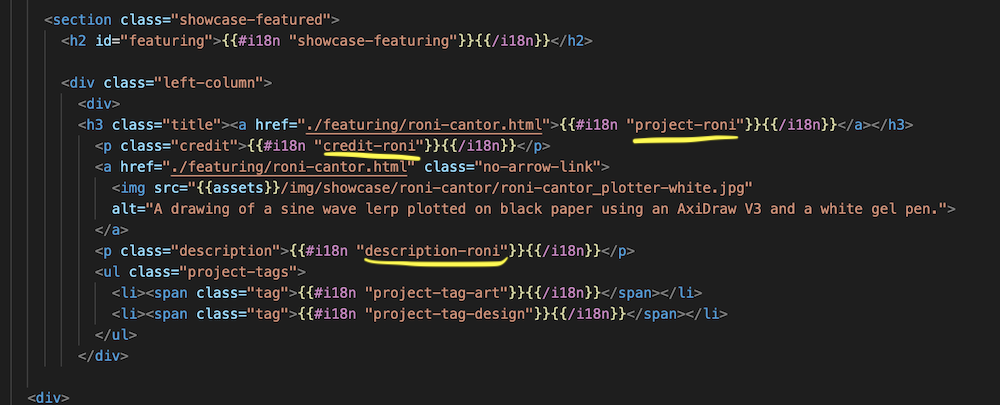 <section class="showcase-featured">
<h2 id="featuring">{{#i18n "showcase-featuring"}}{{/i18n}}</h2>
<div class="left-column">
<div>
<h3 class="title"><a href="./featuring/roni-cantor.html">{{#i18n "project-roni"}}{{/i18n}}</a></h3>
<p class="credit">{{#i18n "credit-roni"}}{{/i18n}}</p>
<a href="./featuring/roni-cantor.html" class="no-arrow-link">
<img src="{{assets}}/img/showcase/roni-cantor/roni-cantor_plotter-white.jpg"
alt="A drawing of a sine wave lerp plotted on black paper using an AxiDraw V3 and a white gel pen.">
</a>
<p class="description">{{#i18n "description-roni"}}{{/i18n}}</p>
<ul class="project-tags">
<li><span class="tag">{{#i18n "project-tag-art"}}{{/i18n}}</span></li>
<li><span class="tag">{{#i18n "project-tag-design"}}{{/i18n}}</span></li>
</ul>
</div>
<div>